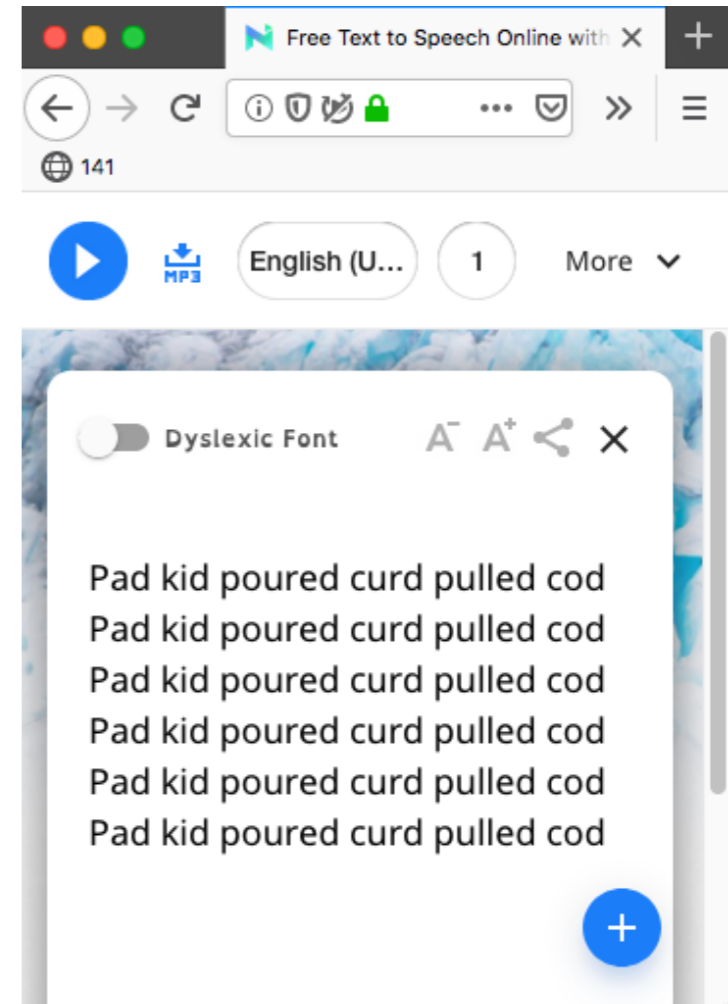 Free Text to Speech Online with
141
MP3
English (U...
1
More
Dyslexic Font
A- A+
Pad kid poured curd pulled cod
Pad kid poured curd pulled cod
Pad kid poured curd pulled cod
Pad kid poured curd pulled cod
Pad kid poured curd pulled cod
Pad kid poured curd pulled cod